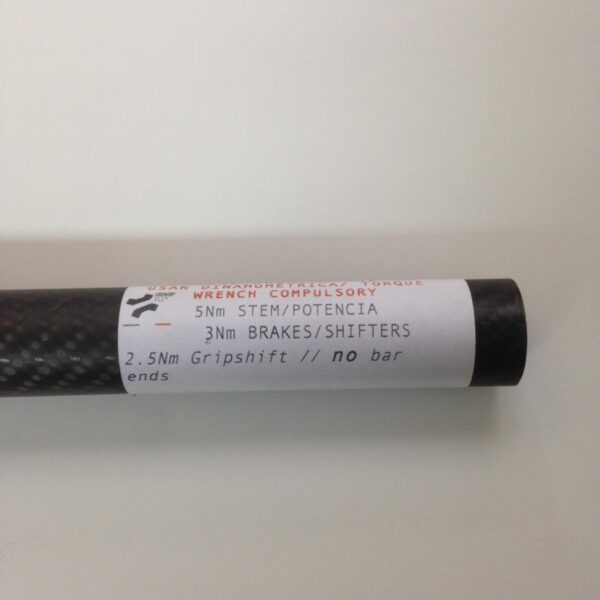 USAR DINAMOMETRICA/ TORQUE
WRENCH COMPULSORY
5Nm STEM/POTENCIA
3Nm BRAKES/SHIFTERS
2.5Nm Gripshift // no bar
ends